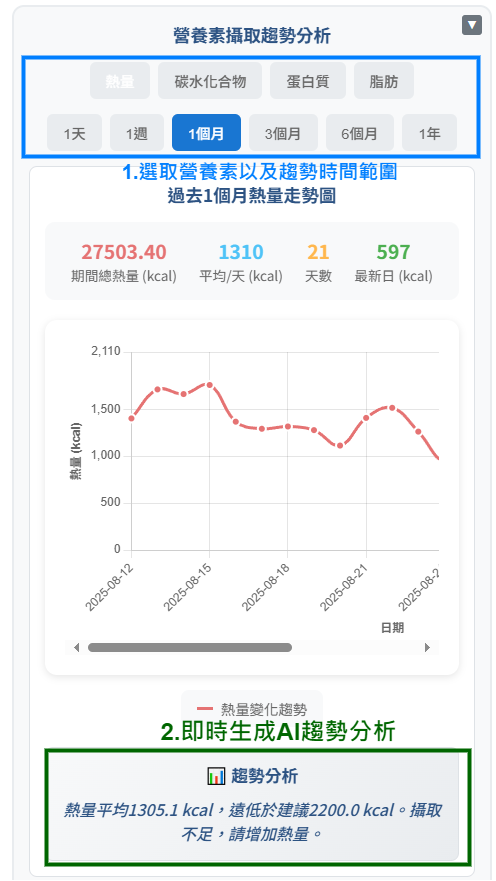 營養素攝取趨勢分析
▼
熱量 碳水化合物 蛋白質 脂肪
1天 1週 1個月 3個月 6個月 1年
1.選取營養素以及趨勢時間範圍
過去1個月熱量走勢圖
27503.40 1310 21 597
期間總熱量 (kcal) 平均/天 (kcal) 天數 最新日 (kcal)
2,110
1,500
1,000
500
0
熱量 (kcal)
2025-08-12 2025-08-15 2025-08-18 2025-08-21 2025-08-2
日期
熱量變化趨勢
2.即時生成AI趨勢分析
📊 趨勢分析
熱量平均1305.1 kcal，遠低於建議2200.0 kcal。攝取
不足，請增加熱量。